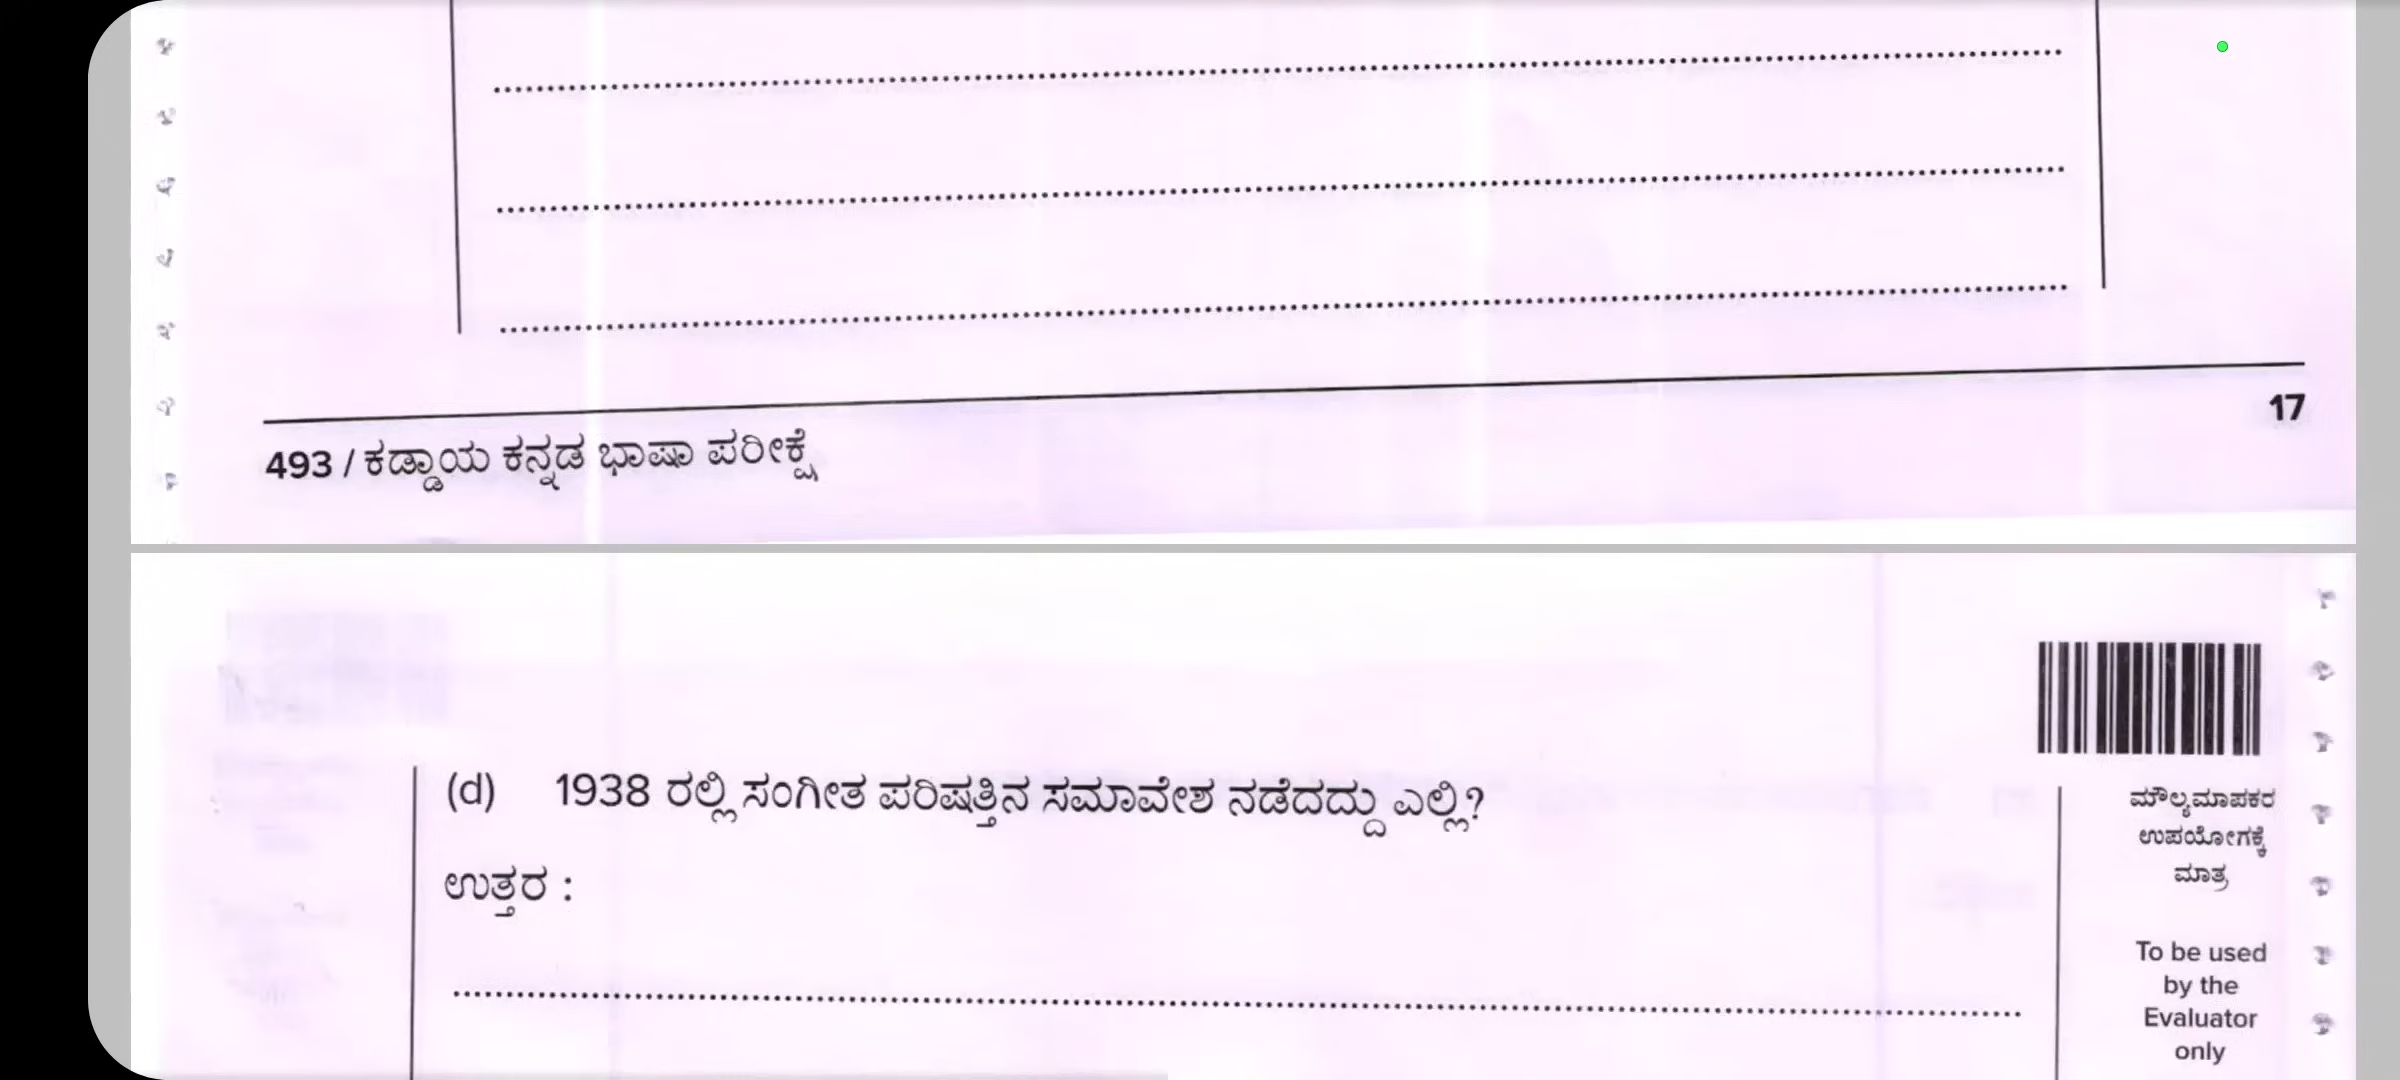 17
493 / ಕಡ್ಡಾಯ ಕನ್ನಡ ಭಾಷಾ ಪರೀಕ್ಷೆ
(d) 1938 ರಲ್ಲಿ ಸಂಗೀತ ಪರಿಷತ್ತಿನ ಸಮಾವೇಶ ನಡೆದದ್ದು ಎಲ್ಲಿ?
ಉತ್ತರ :
ಮೌಲ್ಯಮಾಪಕರ
ಉಪಯೋಗಕ್ಕೆ
ಮಾತ್ರ
To be used
by the
Evaluator
only